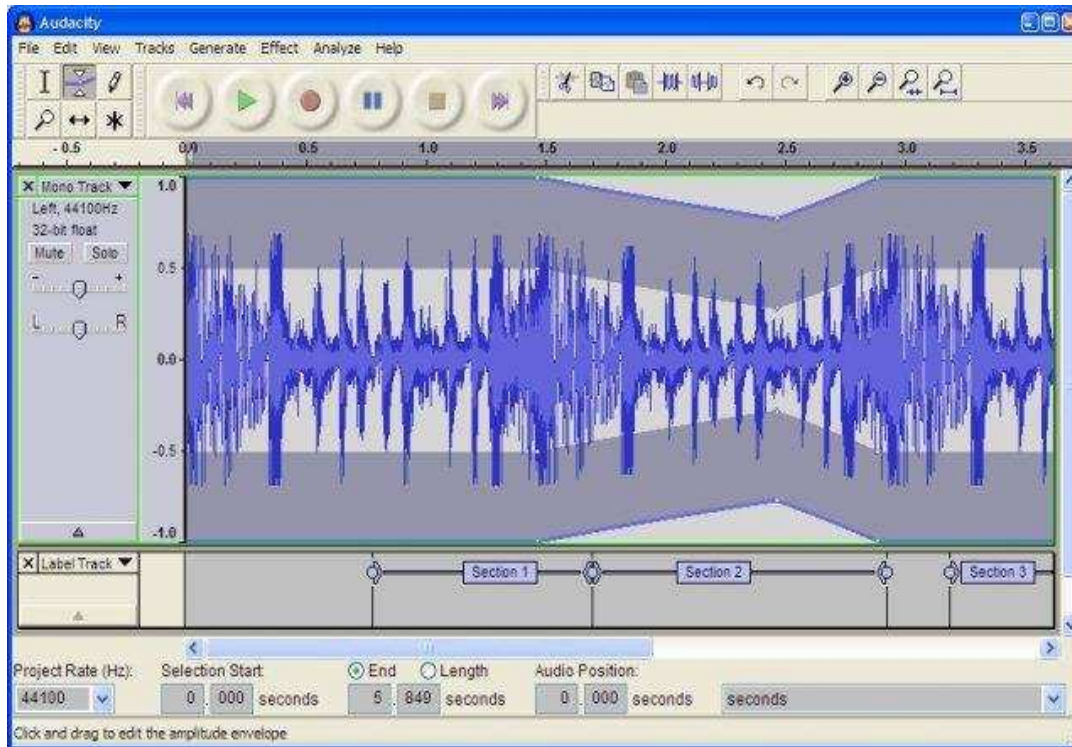 Audacity
File Edit View Tracks Generate Effect Analyze Help
- 0.5 0.0 0.5 1.0 1.5 2.0 2.5 3.0 3.5
X Mono Track
Left, 44100Hz
32-bit float
Mute Solo
- +
L R
1.0
0.5
0.0
-0.5
-1.0
X Label Track
Section 1 Section 2 Section 3
Project Rate (Hz): Selection Start: End Length Audio Position:
44100 0 . 000 seconds 5 . 849 seconds 0 . 000 seconds seconds
Click and drag to edit the amplitude envelope